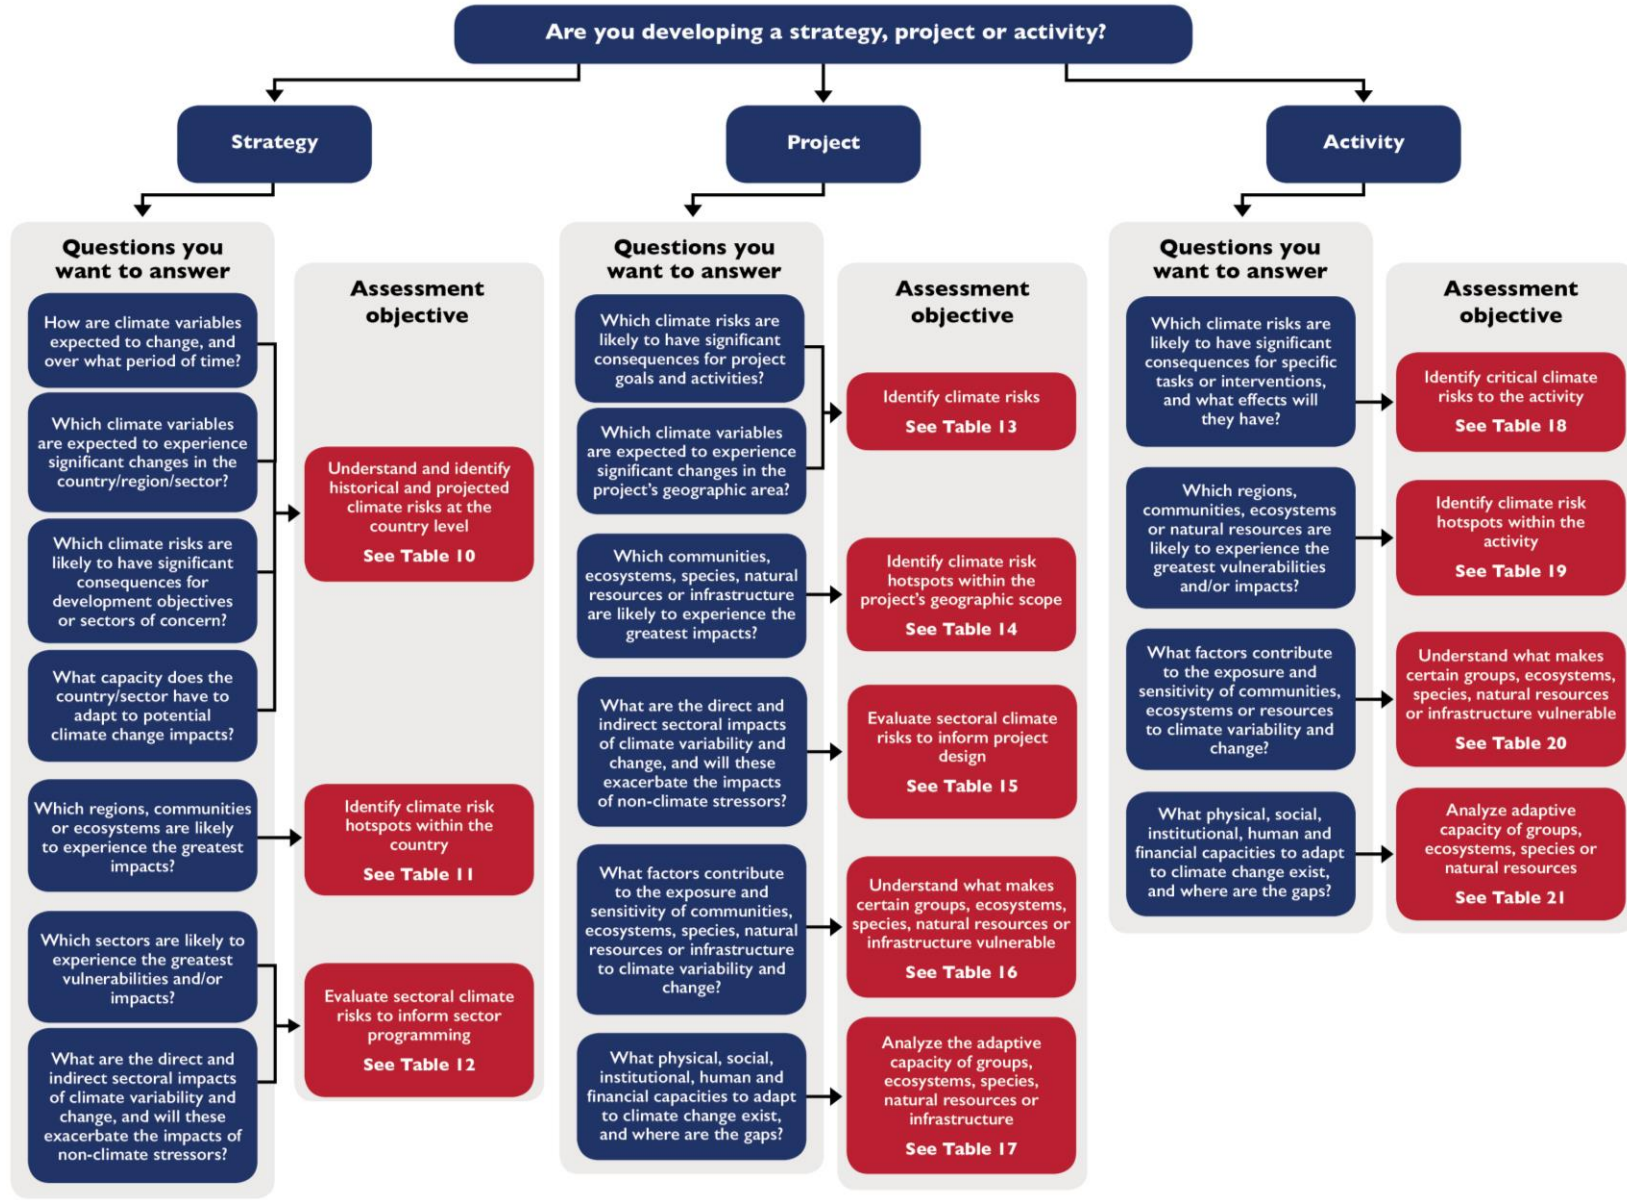 Are you developing a strategy, project or activity?
Strategy
Project
Activity
Questions you
want to answer
How are climate variables
expected to change, and
over what period of time?
Which climate variables
are expected to experience
significant changes in the
country/region/sector?
Which climate risks are
likely to have significant
consequences for
development objectives
or sectors of concern?
What capacity does the
country/sector have to
adapt to potential
climate change impacts?
Which regions, communities
or ecosystems are likely
to experience the greatest
impacts?
Which sectors are likely to
experience the greatest
vulnerabilities and/or
impacts?
What are the direct and
indirect sectoral impacts
of climate variability and
change, and will these
exacerbate the impacts of
non-climate stressors?
Assessment
objective
Understand and identify
historical and projected
climate risks at the
country level
See Table 10
Identify climate risk
hotspots within the
country
See Table 11
Evaluate sectoral climate
risks to inform sector
programming
See Table 12
Questions you
want to answer
Which climate risks are
likely to have significant
consequences for project
goals and activities?
Which climate variables
are expected to experience
significant changes in the
project's geographic area?
Which communities,
ecosystems, species, natural
resources or infrastructure
are likely to experience the
greatest impacts?
What are the direct and
indirect sectoral impacts
of climate variability and
change, and will these
exacerbate the impacts
of non-climate stressors?
What factors contribute
to the exposure and
sensitivity of communities,
ecosystems, species, natural
resources or infrastructure
to climate variability and
change?
What physical, social,
institutional, human and
financial capacities to adapt
to climate change exist,
and where are the gaps?
Assessment
objective
Identify climate risks
See Table 13
Identify climate risk
hotspots within the
project's geographic scope
See Table 14
Evaluate sectoral climate
risks to inform project
design
See Table 15
Understand what makes
certain groups, ecosystems,
species, natural resources or
infrastructure vulnerable
See Table 16
Analyze the adaptive
capacity of groups,
ecosystems, species,
natural resources or
infrastructure
See Table 17
Questions you
want to answer
Which climate risks are
likely to have significant
consequences for specific
tasks or interventions,
and what effects will
they have?
Which regions,
communities, ecosystems
or natural resources are
likely to experience the
greatest vulnerabilities
and/or impacts?
What factors contribute
to the exposure and
sensitivity of communities,
ecosystems or resources
to climate variability and
change?
What physical, social,
institutional, human and
financial capacities to adapt
to climate change exist,
and where are the gaps?
Assessment
objective
Identify critical climate
risks to the activity
See Table 18
Identify climate risk
hotspots within the
activity
See Table 19
Understand what makes
certain groups, ecosystems,
species, natural resources
or infrastructure vulnerable
See Table 20
Analyze adaptive
capacity of groups,
ecosystems, species or
natural resources
See Table 21